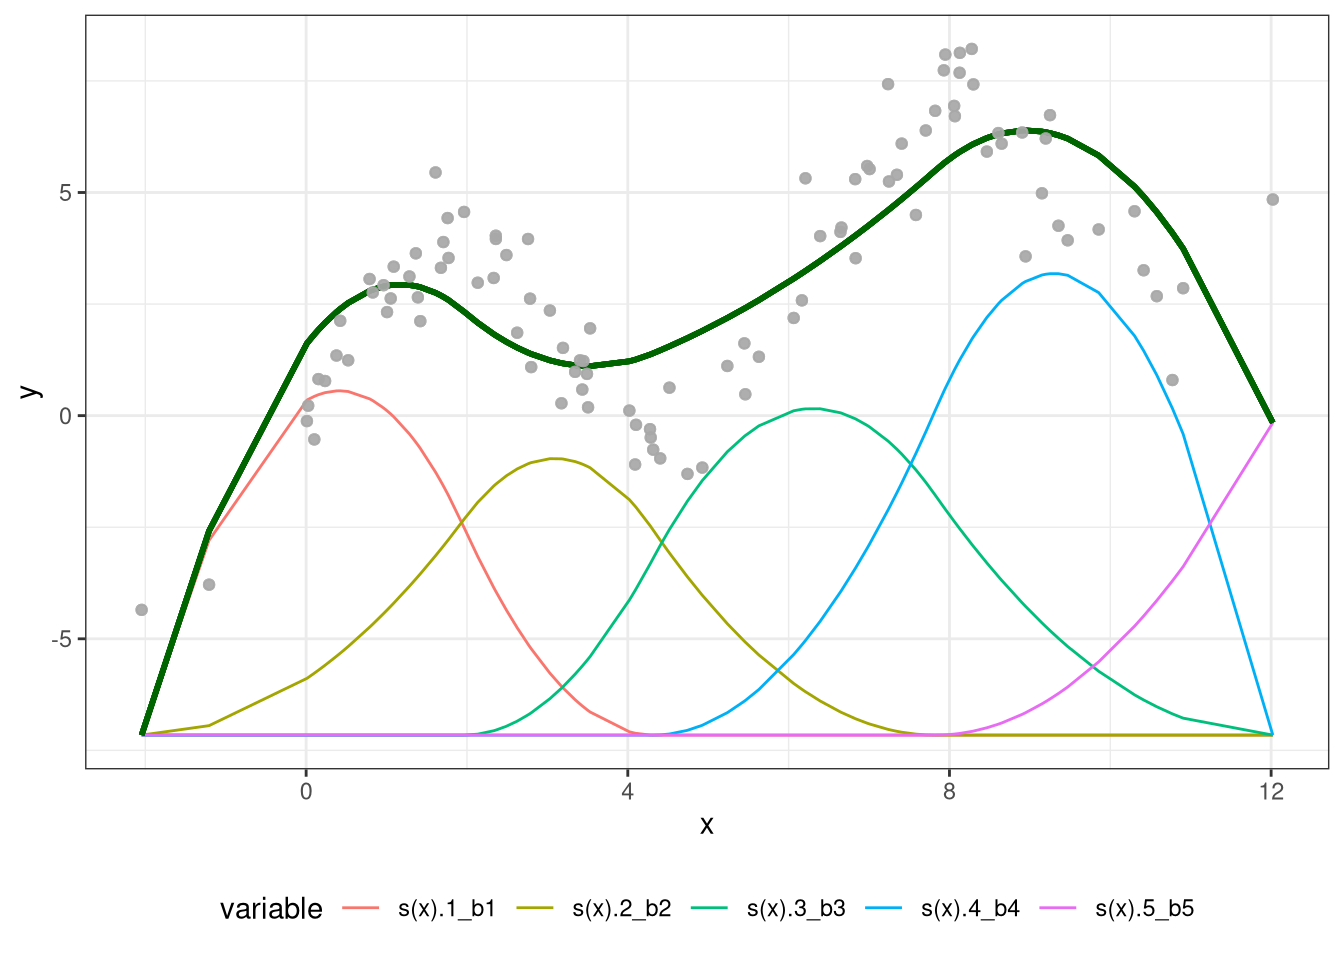 y
5
0
-5
0 4 8 12
x
variable s(x).1_b1 s(x).2_b2 s(x).3_b3 s(x).4_b4 s(x).5_b5